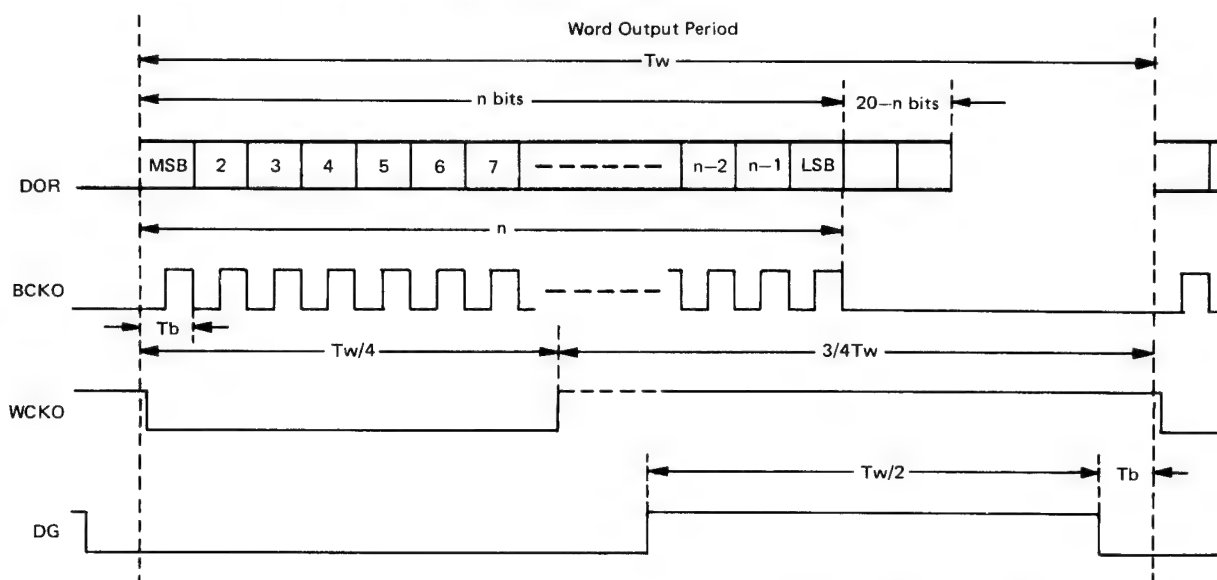 Word Output Period
Tw
n bits
20−n bits
DOR
MSB 2 3 4 5 6 7 n−2 n−1 LSB
n
BCKO
Tb
Tw/4
3/4Tw
WCKO
Tw/2
Tb
DG